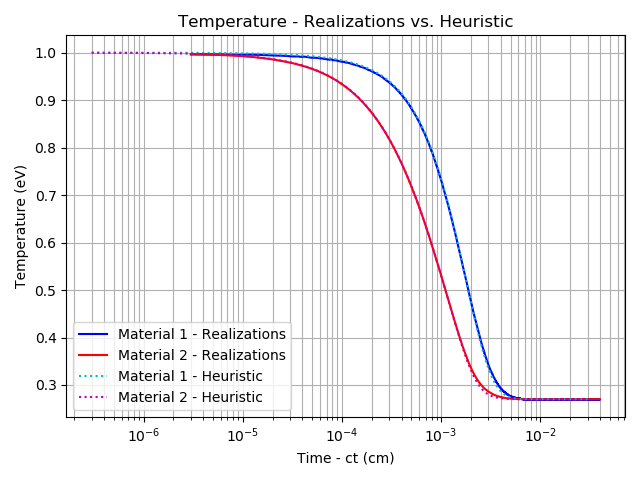 Temperature - Realizations vs. Heuristic
Temperature (eV)
1.0
0.9
0.8
0.7
0.6
0.5
0.4
0.3
Material 1 - Realizations
Material 2 - Realizations
Material 1 - Heuristic
Material 2 - Heuristic
10⁻⁶ 10⁻⁵ 10⁻⁴ 10⁻³ 10⁻²
Time - ct (cm)